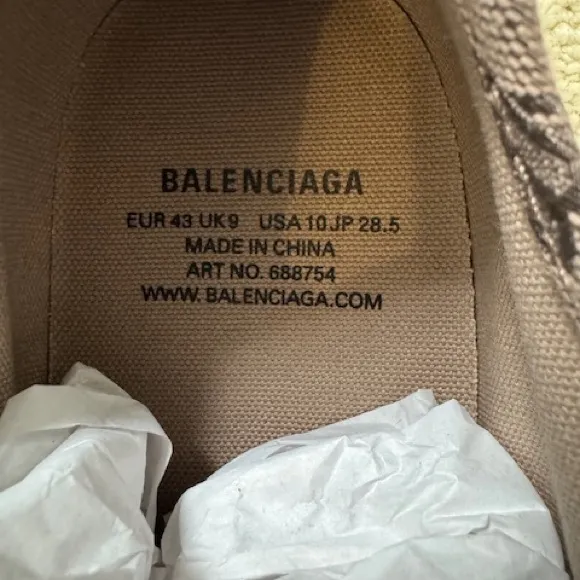 BALENCIAGA
EUR 43 UK 9 USA 10 JP 28.5
MADE IN CHINA
ART NO. 688754
WWW.BALENCIAGA.COM